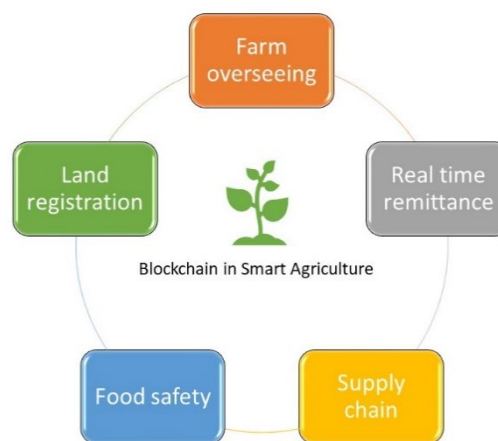 Farm
overseeing
Land
registration
Real time
remittance
Blockchain in Smart Agriculture
Food safety
Supply
chain